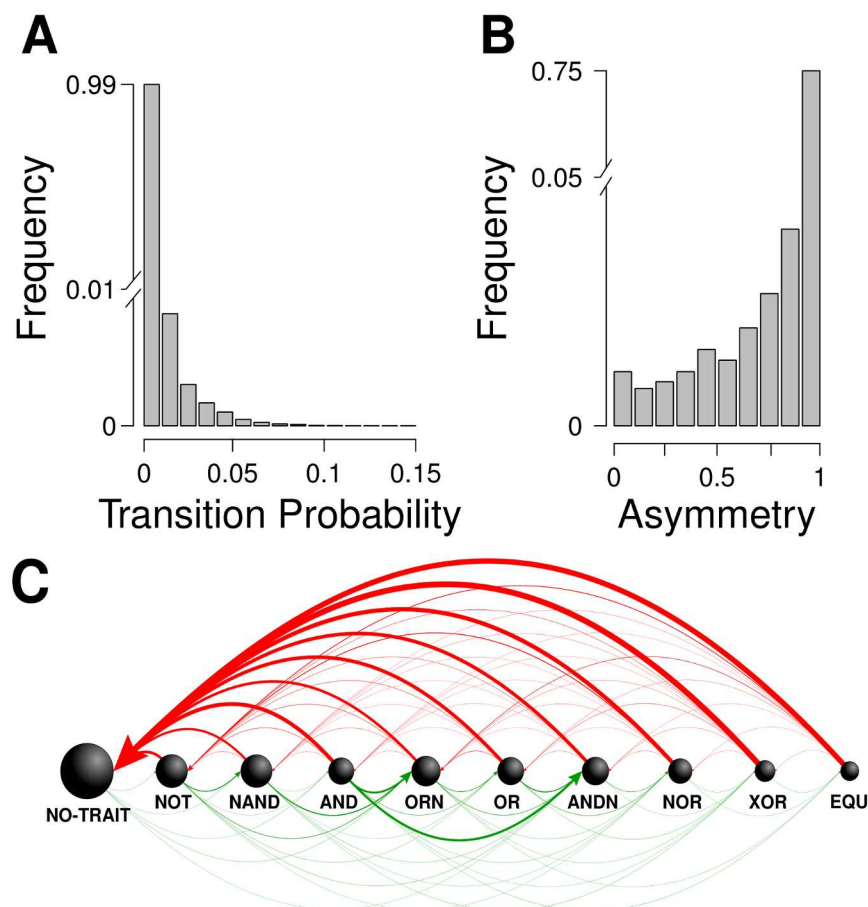 A
0.99
0.01
0
Frequency
0
0.05
0.1
0.15
Transition Probability
B
0.75
0.05
0
Frequency
0
0.5
1
Asymmetry
C
NO-TRAIT
NOT
NAND
AND
ORN
OR
ANDN
NOR
XOR
EQU